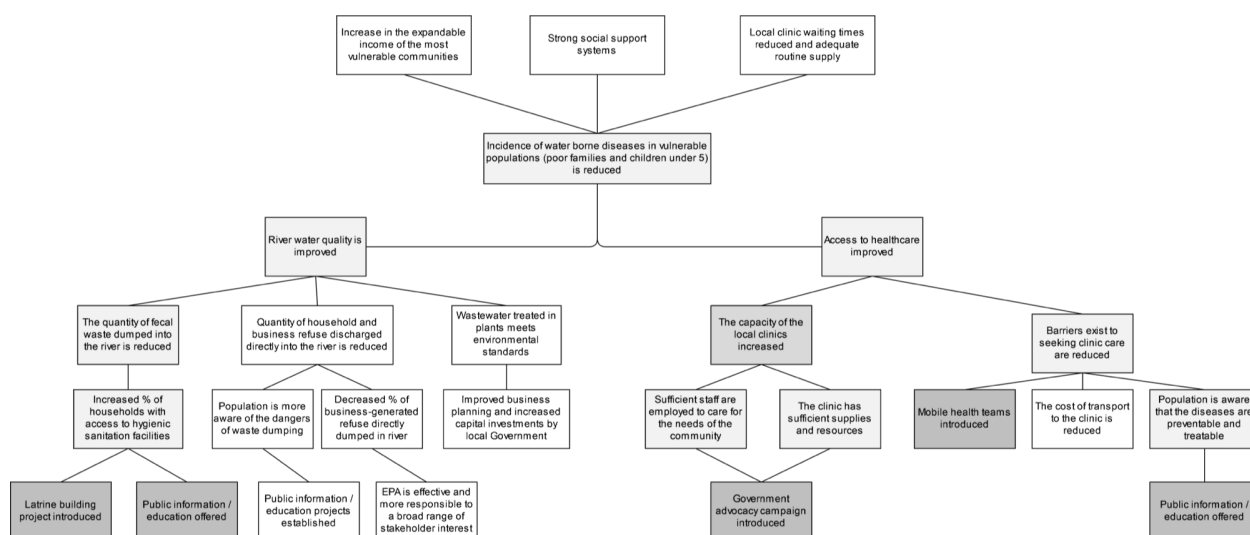 Increase in the expandable
income of the most
vulnerable communities
Strong social support
systems
Local clinic waiting times
reduced and adequate
routine supply
Incidence of water borne diseases in vulnerable
populations (poor families and children under 5)
is reduced
River water quality is
improved
Access to healthcare
improved
The quantity of fecal
waste dumped into
the river is reduced
Quantity of household and
business refuse discharged
directly into the river is reduced
Wastewater treated in
plants meets
environmental
standards
The capacity of the
local clinics
increased
Barriers exist to
seeking clinic care
are reduced
Increased % of
households with
access to hygienic
sanitation facilities
Population is more
aware of the dangers
of waste dumping
Decreased % of
business-generated
refuse directly
dumped in river
Improved business
planning and increased
capital investments by
local Government
Sufficient staff are
employed to care for
the needs of the
community
The clinic has
sufficient supplies
and resources
Mobile health teams
introduced
The cost of transport
to the clinic is
reduced
Population is aware
that the diseases are
preventable and
treatable
Latrine building
project introduced
Public information /
education offered
Public information /
education projects
established
EPA is effective and
more responsible to
a broad range of
stakeholder interest
Government
advocacy campaign
introduced
Public information /
education offered